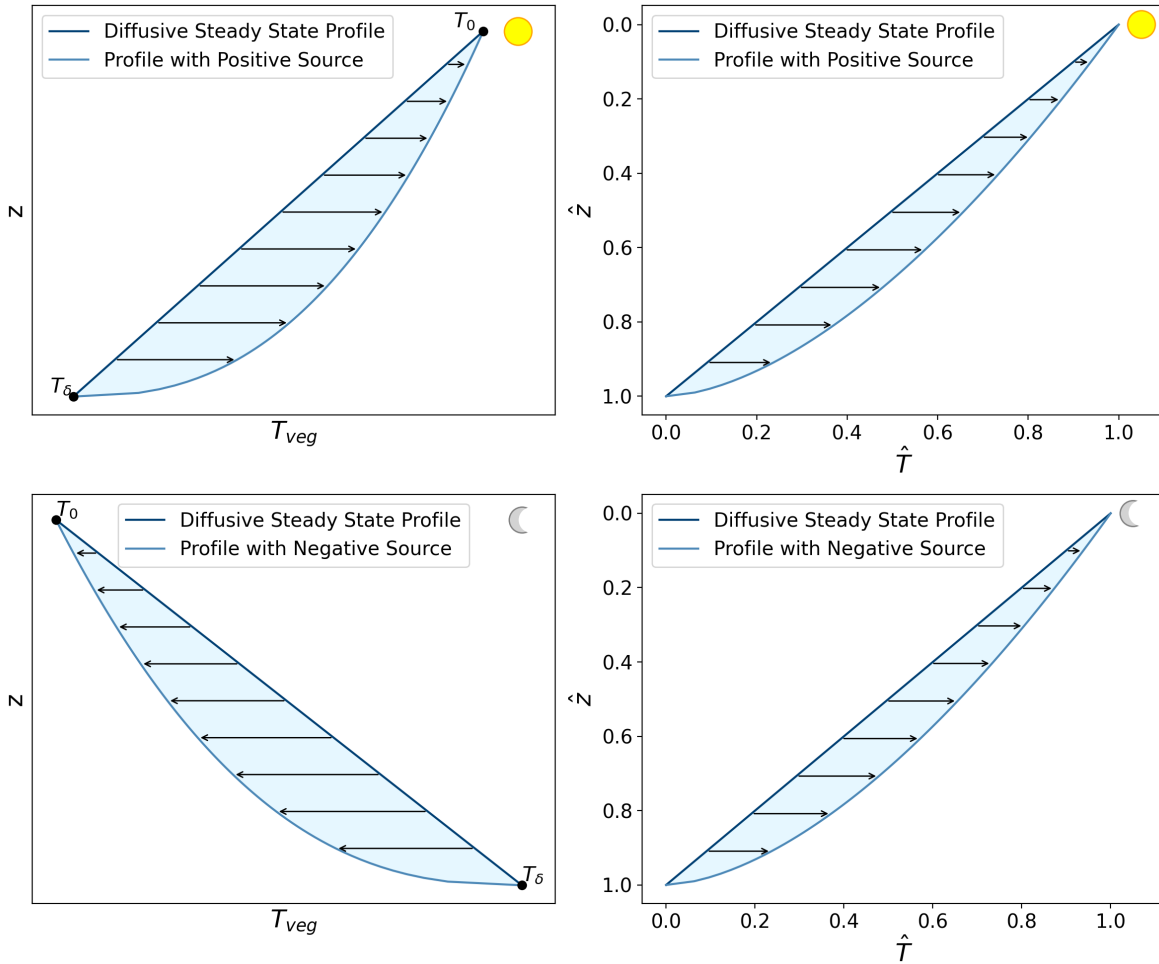 T0
Diffusive Steady State Profile
Profile with Positive Source
Tδ
z
Tveg
Diffusive Steady State Profile
Profile with Positive Source
0.0
0.2
0.4
0.6
0.8
1.0
ẑ
0.0 0.2 0.4 0.6 0.8 1.0
T̂
T0
Diffusive Steady State Profile
Profile with Negative Source
Tδ
z
Tveg
Diffusive Steady State Profile
Profile with Negative Source
0.0
0.2
0.4
0.6
0.8
1.0
ẑ
0.0 0.2 0.4 0.6 0.8 1.0
T̂